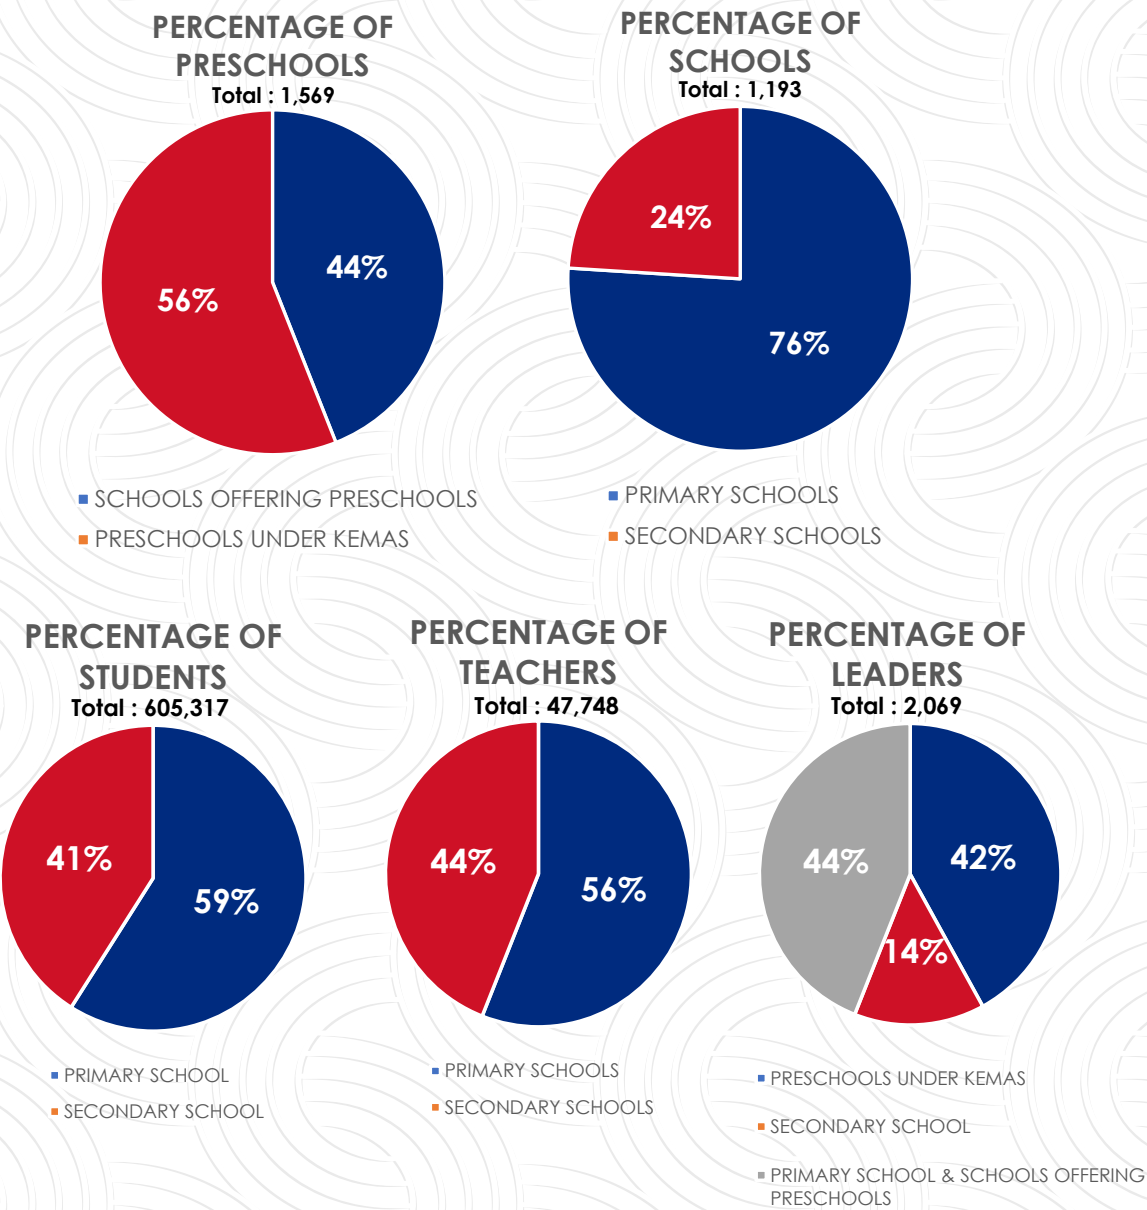 PERCENTAGE OF
PRESCHOOLS
Total : 1,569
44%
56%
SCHOOLS OFFERING PRESCHOOLS
PRESCHOOLS UNDER KEMAS
PERCENTAGE OF
SCHOOLS
Total : 1,193
24%
76%
PRIMARY SCHOOLS
SECONDARY SCHOOLS
PERCENTAGE OF
STUDENTS
Total : 605,317
41%
59%
PRIMARY SCHOOL
SECONDARY SCHOOL
PERCENTAGE OF
TEACHERS
Total : 47,748
44%
56%
PRIMARY SCHOOLS
SECONDARY SCHOOLS
PERCENTAGE OF
LEADERS
Total : 2,069
44%
42%
14%
PRESCHOOLS UNDER KEMAS
SECONDARY SCHOOL
PRIMARY SCHOOL & SCHOOLS OFFERING
PRESCHOOLS